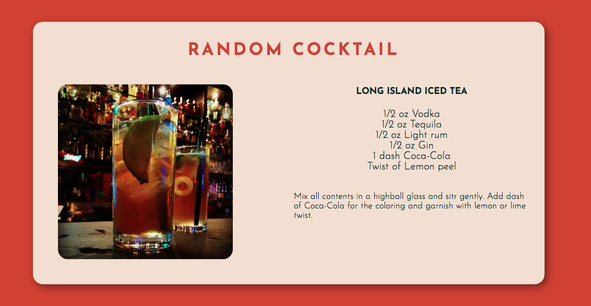 RANDOM COCKTAIL
LONG ISLAND ICED TEA
1/2 oz Vodka
1/2 oz Tequila
1/2 oz Light rum
1/2 oz Gin
1 dash Coca-Cola
Twist of Lemon peel
Mix all contents in a highball glass and sitr gently. Add dash
of Coca-Cola for the coloring and garnish with lemon or lime
twist.